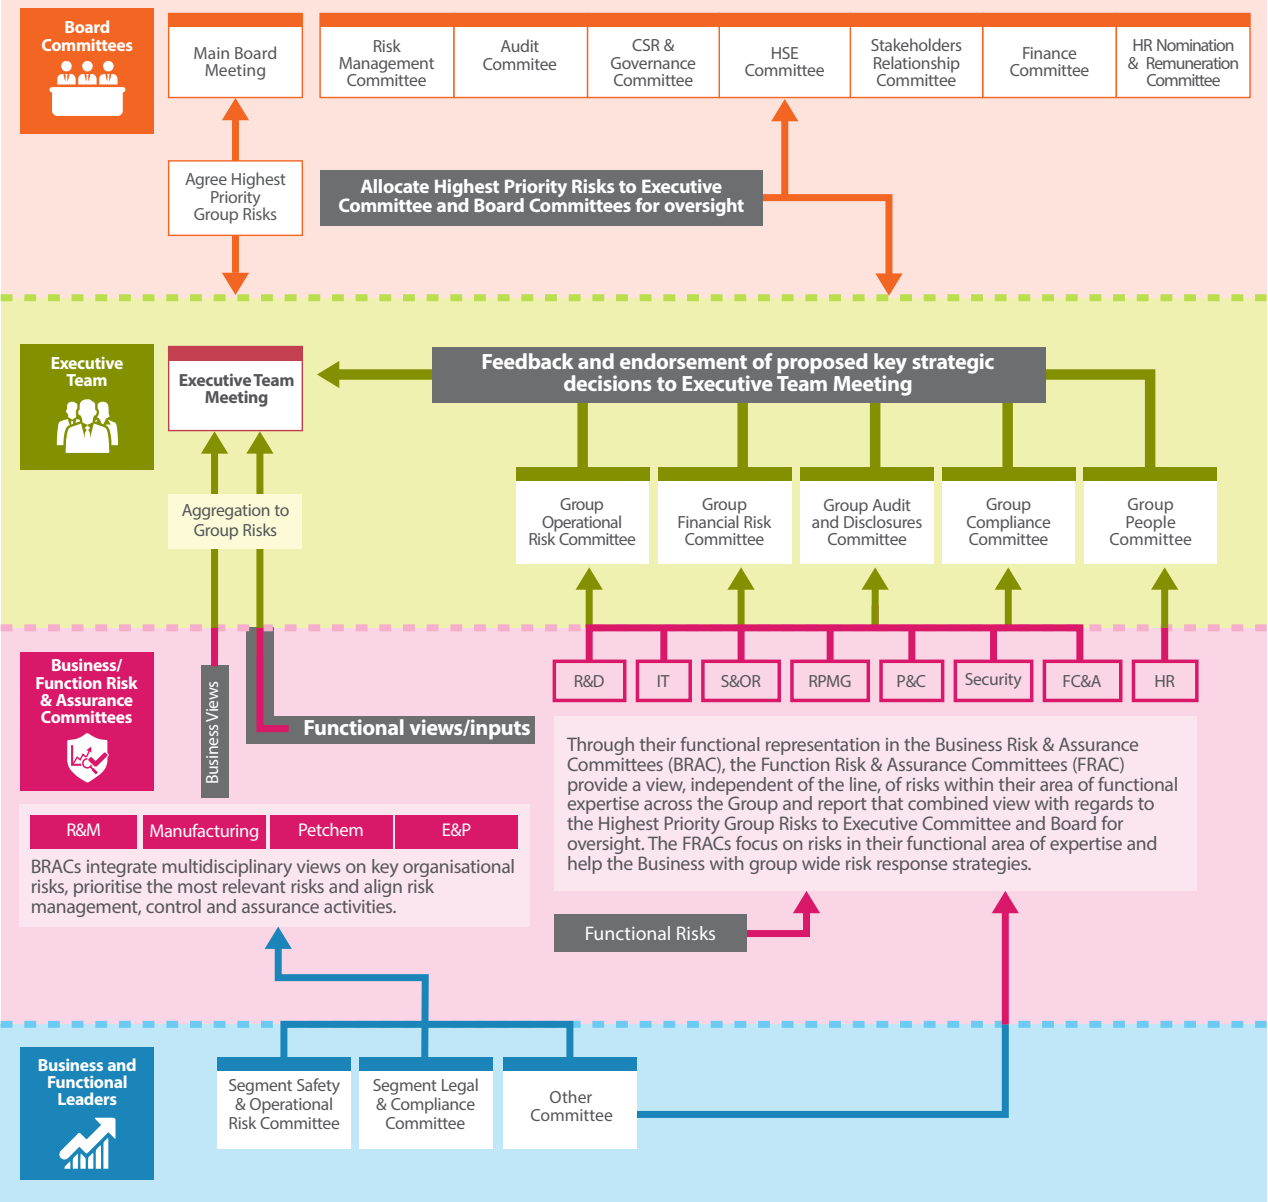 Board
Committees
Main Board
Meeting
Risk
Management
Committee
Audit
Commitee
CSR &
Governance
Committee
HSE
Committee
Stakeholders
Relationship
Committee
Finance
Committee
HR Nomination
& Remuneration
Committee
Agree Highest
Priority
Group Risks
Allocate Highest Priority Risks to Executive
Committee and Board Committees for oversight
Executive
Team
Executive Team
Meeting
Feedback and endorsement of proposed key strategic
decisions to Executive Team Meeting
Aggregation to
Group Risks
Group
Operational
Risk Committee
Group
Financial Risk
Committee
Group Audit
and Disclosures
Committee
Group
Compliance
Committee
Group
People
Committee
Business/
Function Risk
& Assurance
Committees
Business Views
Functional views/inputs
R&D
IT
S&OR
RPMG
P&C
Security
FC&A
HR
Through their functional representation in the Business Risk & Assurance
Committees (BRAC), the Function Risk & Assurance Committees (FRAC)
provide a view, independent of the line, of risks within their area of functional
expertise across the Group and report that combined view with regards to
the Highest Priority Group Risks to Executive Committee and Board for
oversight. The FRACs focus on risks in their functional area of expertise and
help the Business with group wide risk response strategies.
R&M
Manufacturing
Petchem
E&P
BRACs integrate multidisciplinary views on key organisational
risks, prioritise the most relevant risks and align risk
management, control and assurance activities.
Functional Risks
Business and
Functional
Leaders
Segment Safety
& Operational
Risk Committee
Segment Legal
& Compliance
Committee
Other
Committee